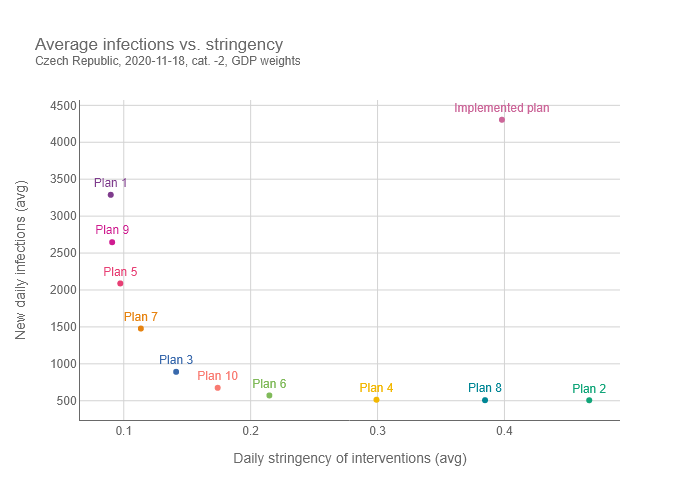 Average infections vs. stringency
Czech Republic, 2020-11-18, cat. -2, GDP weights
New daily infections (avg)
4500
4000
3500
3000
2500
2000
1500
1000
500
Implemented plan
Plan 1
Plan 9
Plan 5
Plan 7
Plan 3
Plan 10
Plan 6
Plan 4
Plan 8
Plan 2
0.1
0.2
0.3
0.4
Daily stringency of interventions (avg)